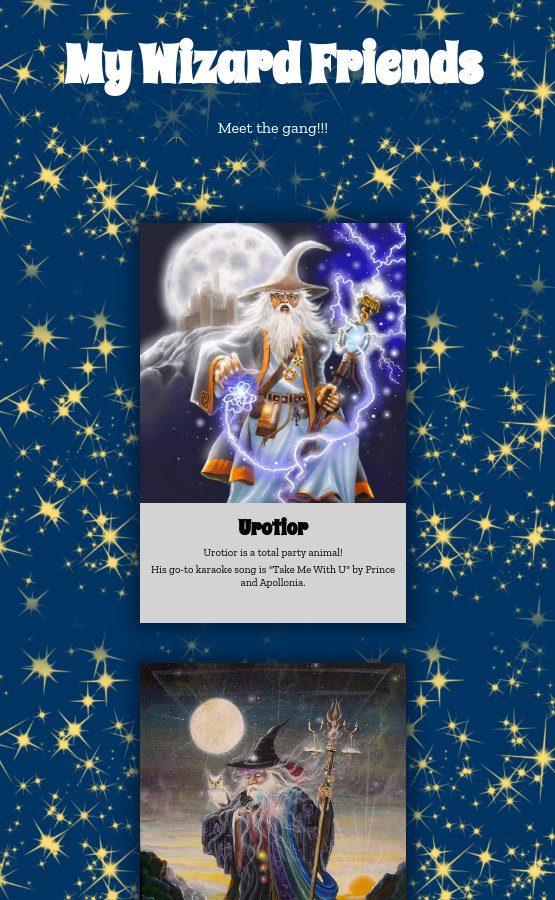 My Wizard Friends
Meet the gang!!!
Urotior
Urotior is a total party animal!
His go-to karaoke song is "Take Me With U" by Prince
and Apollonia.